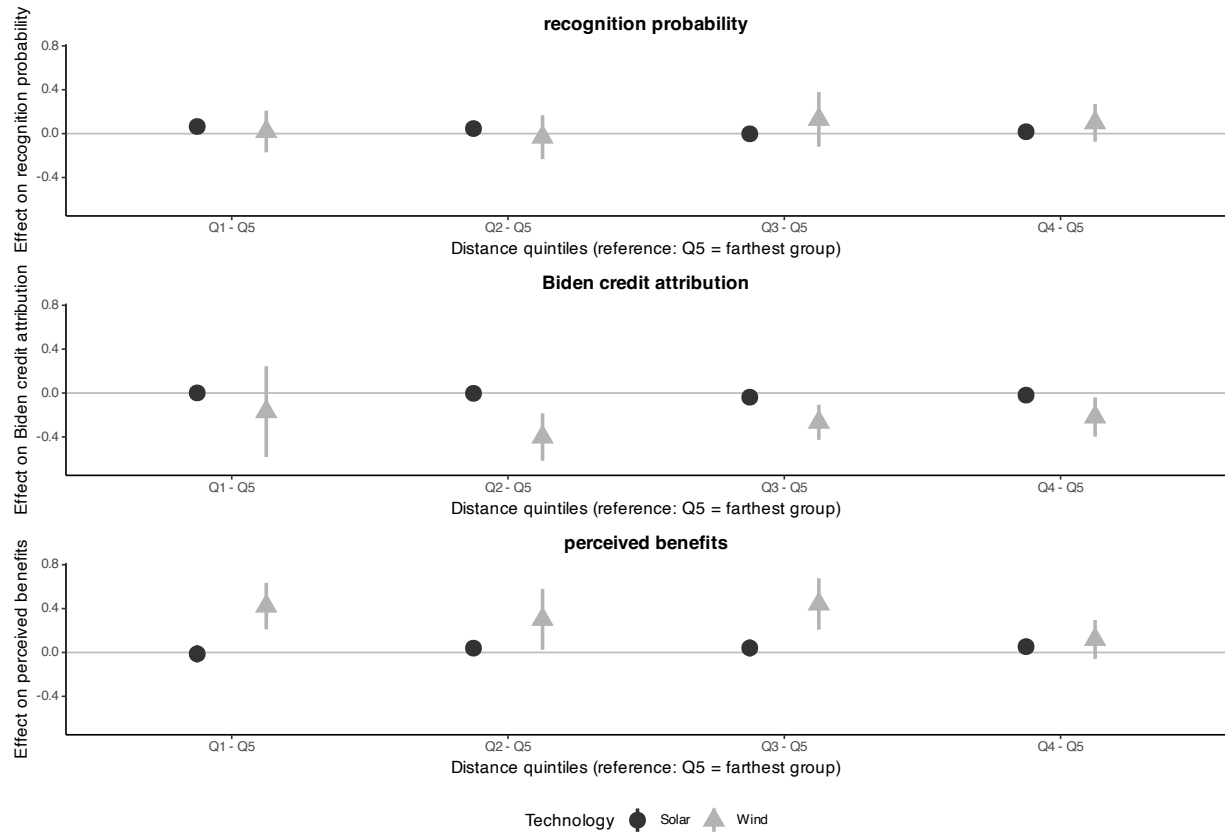 recognition probability
Effect on recognition probability
0.8
0.4
0.0
-0.4
Q1 - Q5
Q2 - Q5
Q3 - Q5
Q4 - Q5
Distance quintiles (reference: Q5 = farthest group)
Biden credit attribution
Effect on Biden credit attribution
0.8
0.4
0.0
-0.4
Q1 - Q5
Q2 - Q5
Q3 - Q5
Q4 - Q5
Distance quintiles (reference: Q5 = farthest group)
perceived benefits
Effect on perceived benefits
0.8
0.4
0.0
-0.4
Q1 - Q5
Q2 - Q5
Q3 - Q5
Q4 - Q5
Distance quintiles (reference: Q5 = farthest group)
Technology Solar Wind